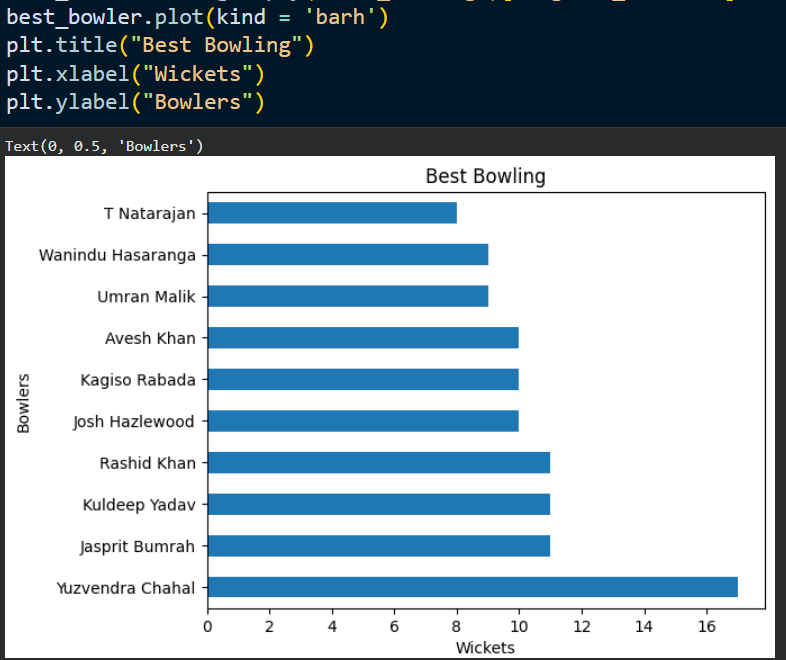 best_bowler.plot(kind = 'barh')
plt.title("Best Bowling")
plt.xlabel("Wickets")
plt.ylabel("Bowlers")
Text(0, 0.5, 'Bowlers')
Best Bowling
T Natarajan
Wanindu Hasaranga
Umran Malik
Avesh Khan
Kagiso Rabada
Josh Hazlewood
Rashid Khan
Kuldeep Yadav
Jasprit Bumrah
Yuzvendra Chahal
Bowlers
0 2 4 6 8 10 12 14 16
Wickets